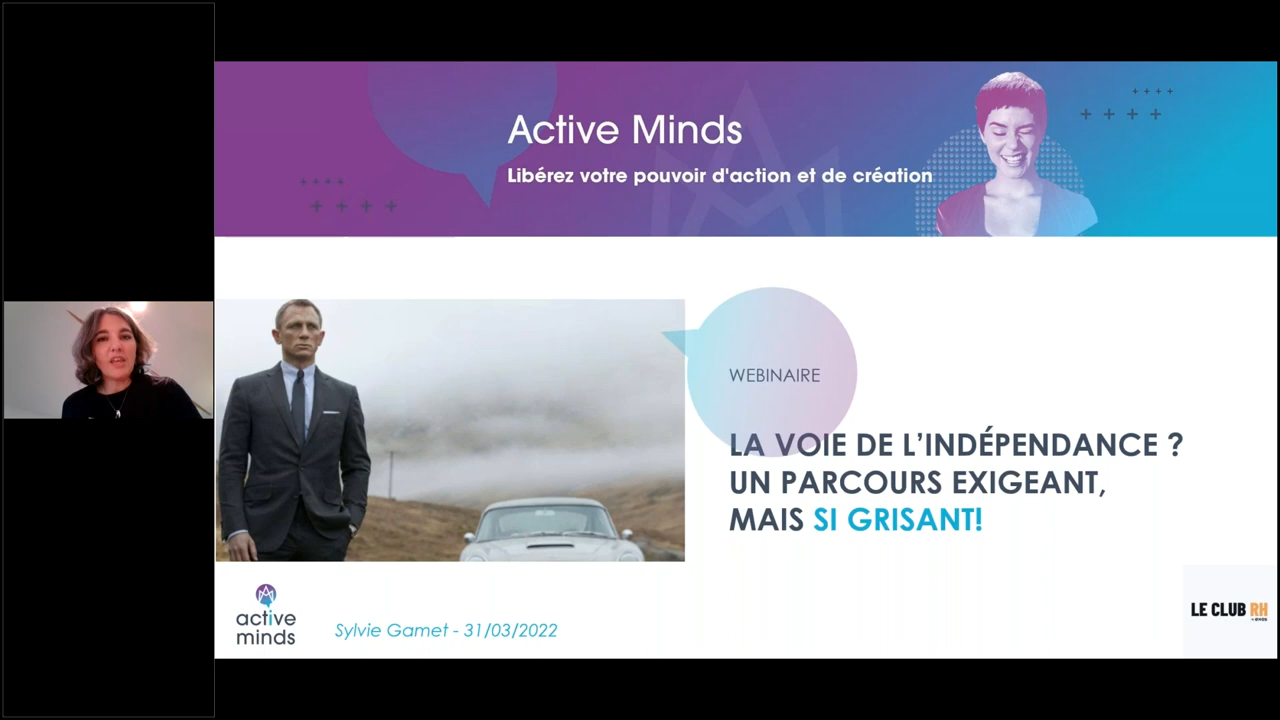 Active Minds
Libérez votre pouvoir d'action et de création
WEBINAIRE
LA VOIE DE L'INDÉPENDANCE ?
UN PARCOURS EXIGEANT,
MAIS SI GRISANT!
active
minds
Sylvie Gamet - 31/03/2022
LE CLUB RH